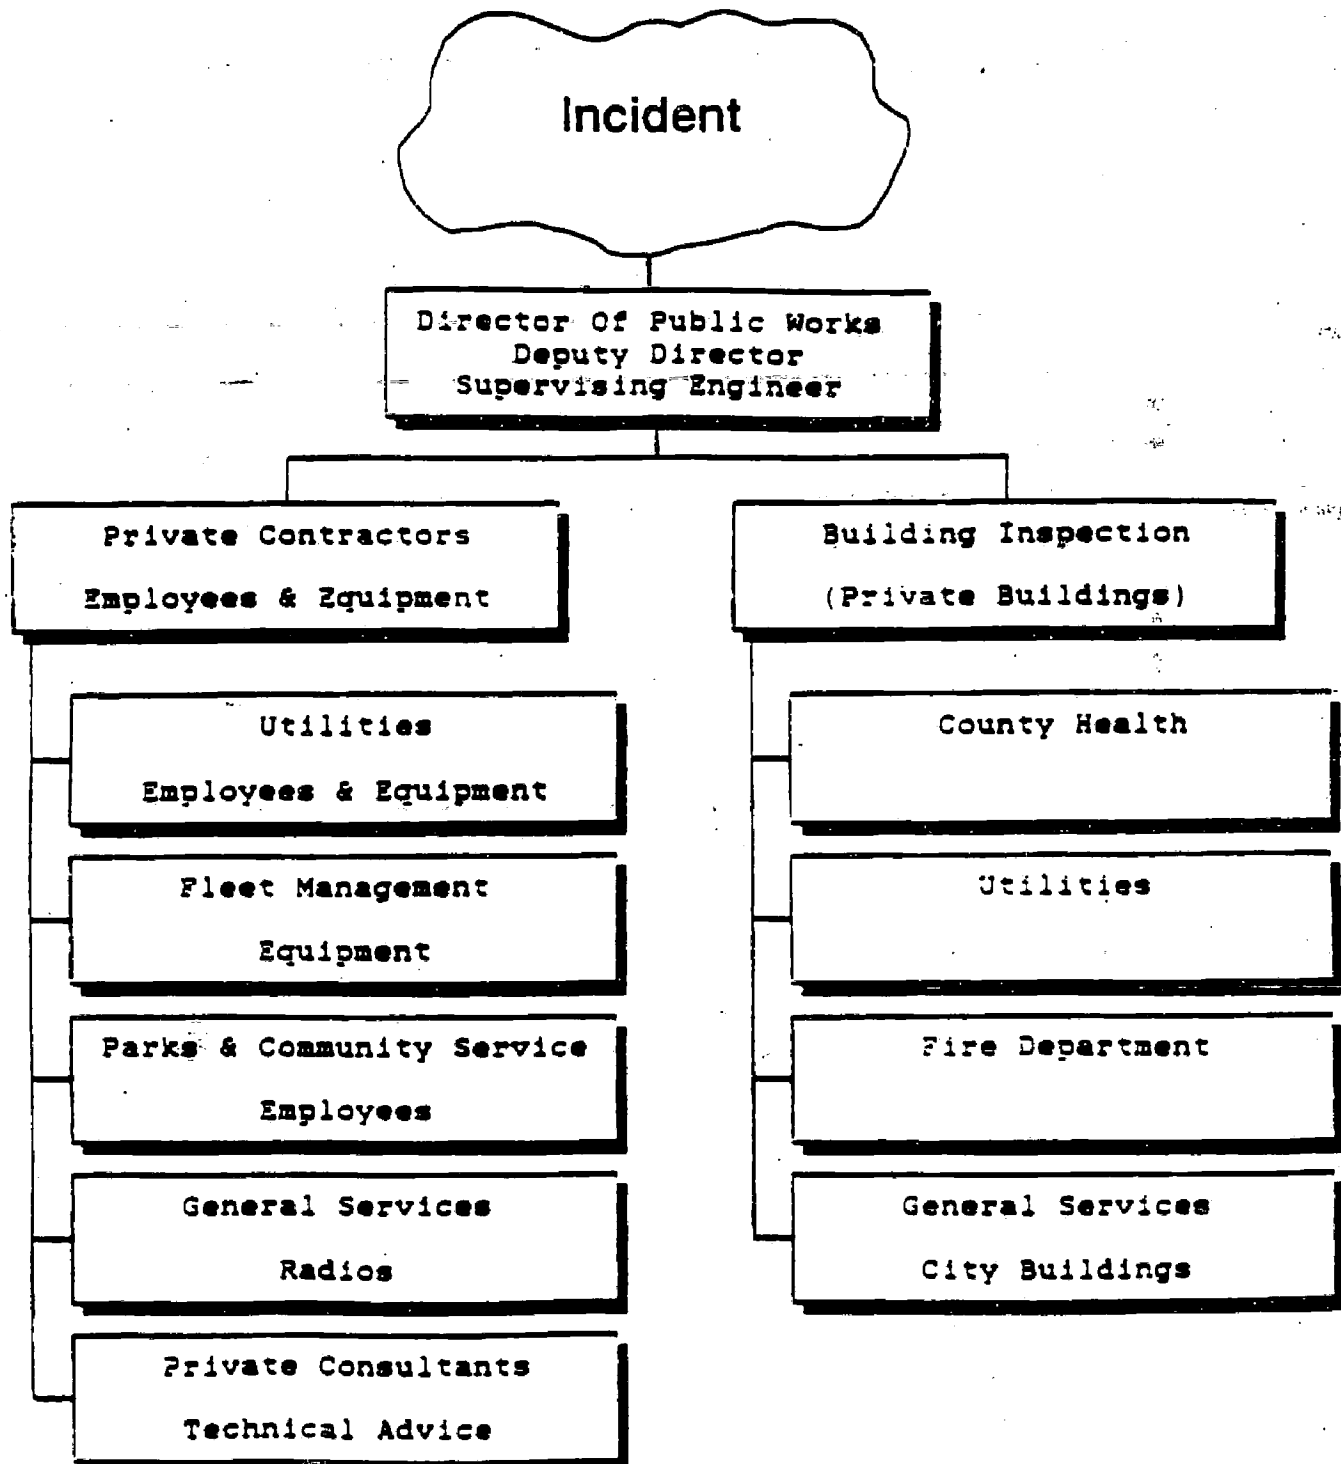 Incident
Director Of Public Works
Deputy Director
Supervising Engineer
Private Contractors
Employees & Equipment
Utilities
Employees & Equipment
Fleet Management
Equipment
Parks & Community Service
Employees
General Services
Radios
Private Consultants
Technical Advice
Building Inspection
(Private Buildings)
County Health
Utilities
Fire Department
General Services
City Buildings